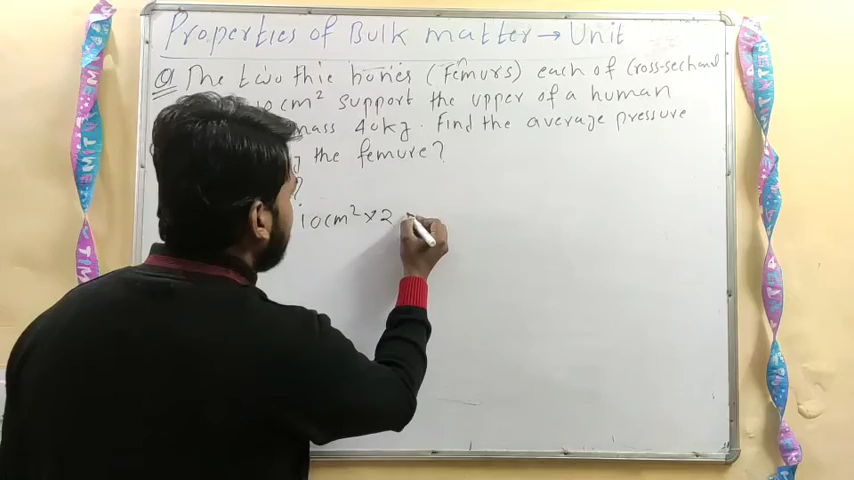 Properties of Bulk matter → Unit
Q The two thie bones (Femurs) each of Cross-sechand
10 cm² support the upper of a human
mass 40kg. Find the average pressure
the femure?
?
10cm² x 2